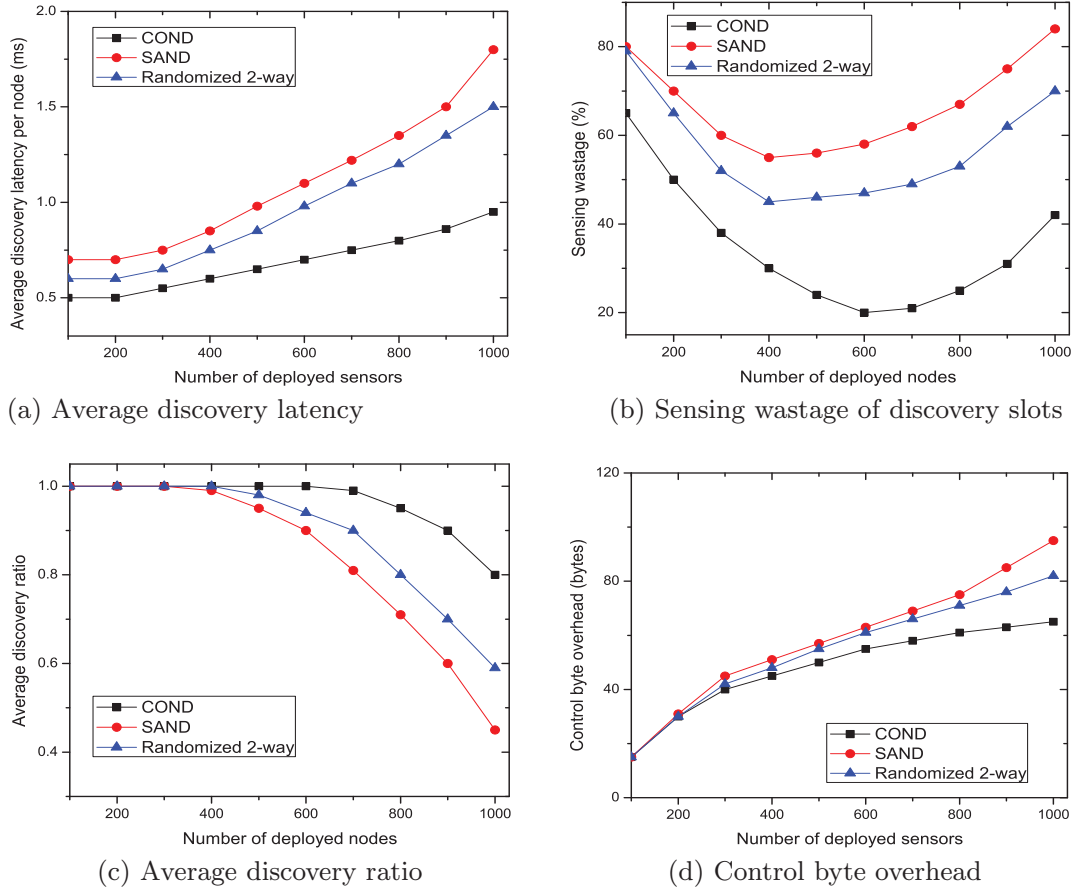 COND
SAND
Randomized 2-way
Average discovery latency per node (ms)
2.0
1.5
1.0
0.5
200 400 600 800 1000
Number of deployed sensors
(a) Average discovery latency
COND
SAND
Randomized 2-way
Sensing wastage (%)
80
60
40
20
200 400 600 800 1000
Number of deployed nodes
(b) Sensing wastage of discovery slots
Average discovery ratio
1.0
0.8
0.6
0.4
COND
SAND
Randomized 2-way
200 400 600 800 1000
Number of deployed nodes
(c) Average discovery ratio
Control byte overhead (bytes)
120
80
40
0
COND
SAND
Randomized 2-way
200 400 600 800 1000
Number of deployed sensors
(d) Control byte overhead